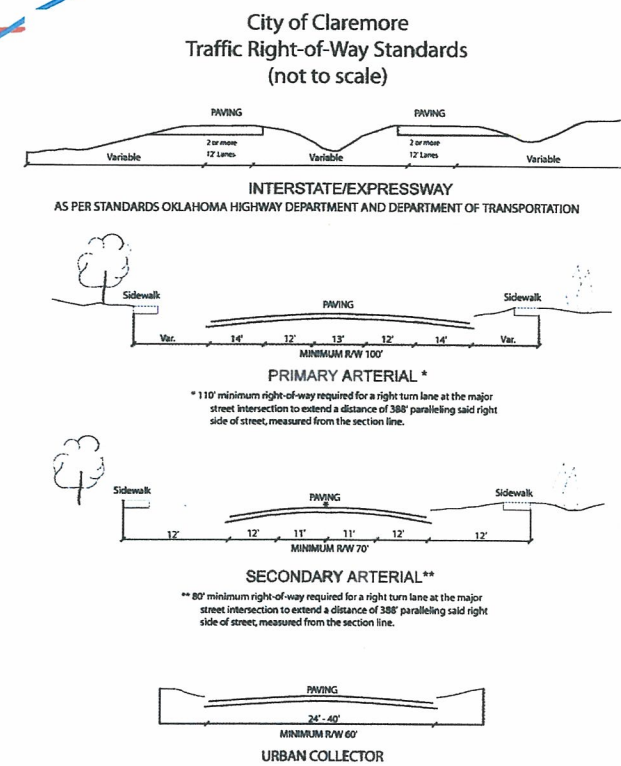 City of Claremore
Traffic Right-of-Way Standards
(not to scale)
PAVING PAVING
2 or more 2 or more
Variable 12' Lanes Variable 12' Lanes Variable
INTERSTATE/EXPRESSWAY
AS PER STANDARDS OKLAHOMA HIGHWAY DEPARTMENT AND DEPARTMENT OF TRANSPORTATION
Sidewalk Sidewalk
PAVING
Var. 14' 12' 13' 12' 14' Var.
MINIMUM R/W 100'
PRIMARY ARTERIAL *
* 110' minimum right-of-way required for a right turn lane at the major
street intersection to extend a distance of 388' paralleling said right
side of street, measured from the section line.
Sidewalk Sidewalk
PAVING
*
12' 12' 11' 11' 12' 12'
MINIMUM R/W 70'
SECONDARY ARTERIAL**
** 80' minimum right-of-way required for a right turn lane at the major
street intersection to extend a distance of 388' paralleling said right
side of street, measured from the section line.
PAVING
24' - 40'
MINIMUM R/W 60'
URBAN COLLECTOR